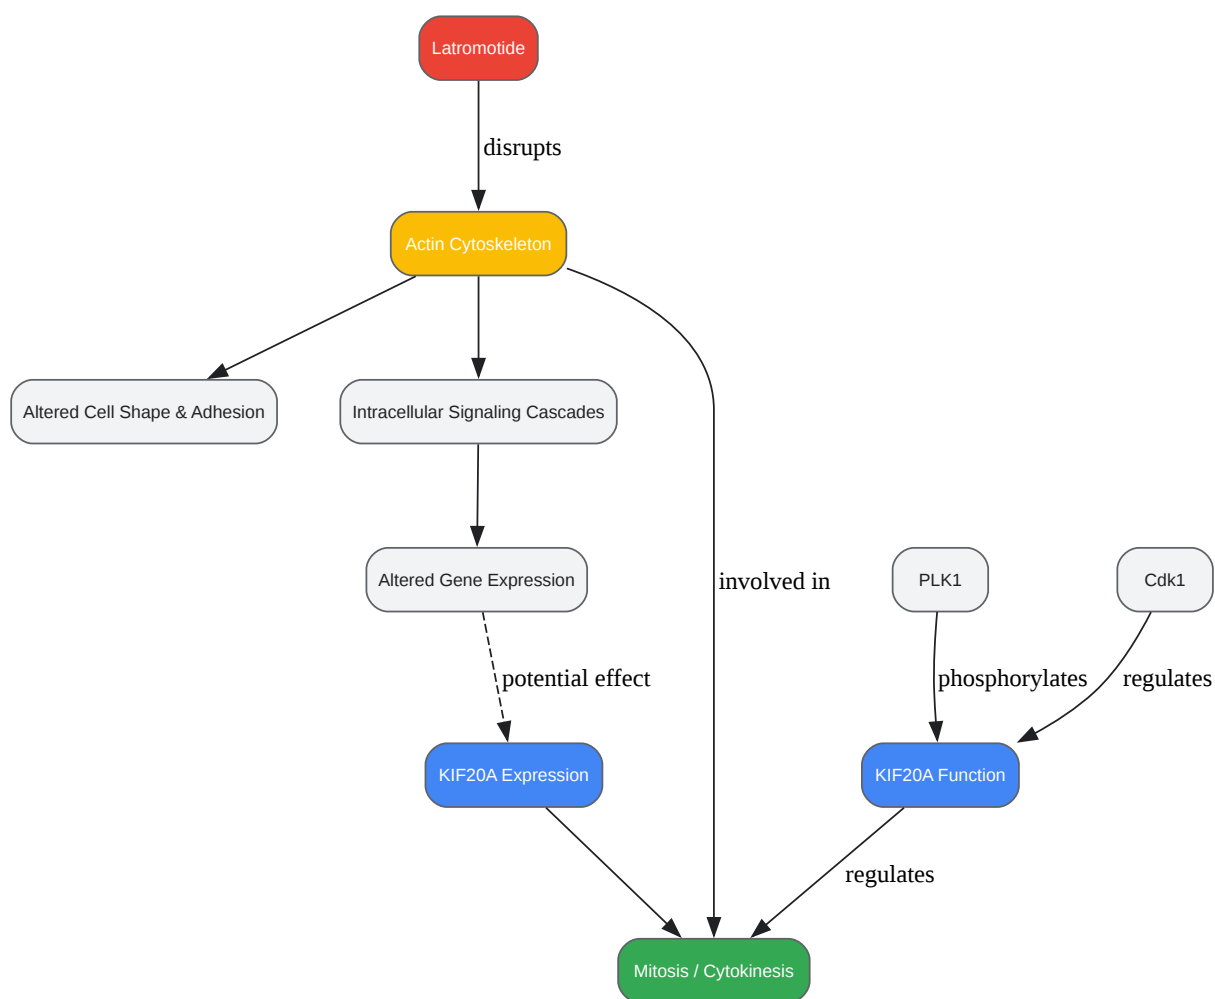 Latromotide
disrupts
Actin Cytoskeleton
Altered Cell Shape & Adhesion
Intracellular Signaling Cascades
Altered Gene Expression
involved in
PLK1
Cdk1
potential effect
phosphorylates
regulates
KIF20A Expression
KIF20A Function
regulates
Mitosis / Cytokinesis